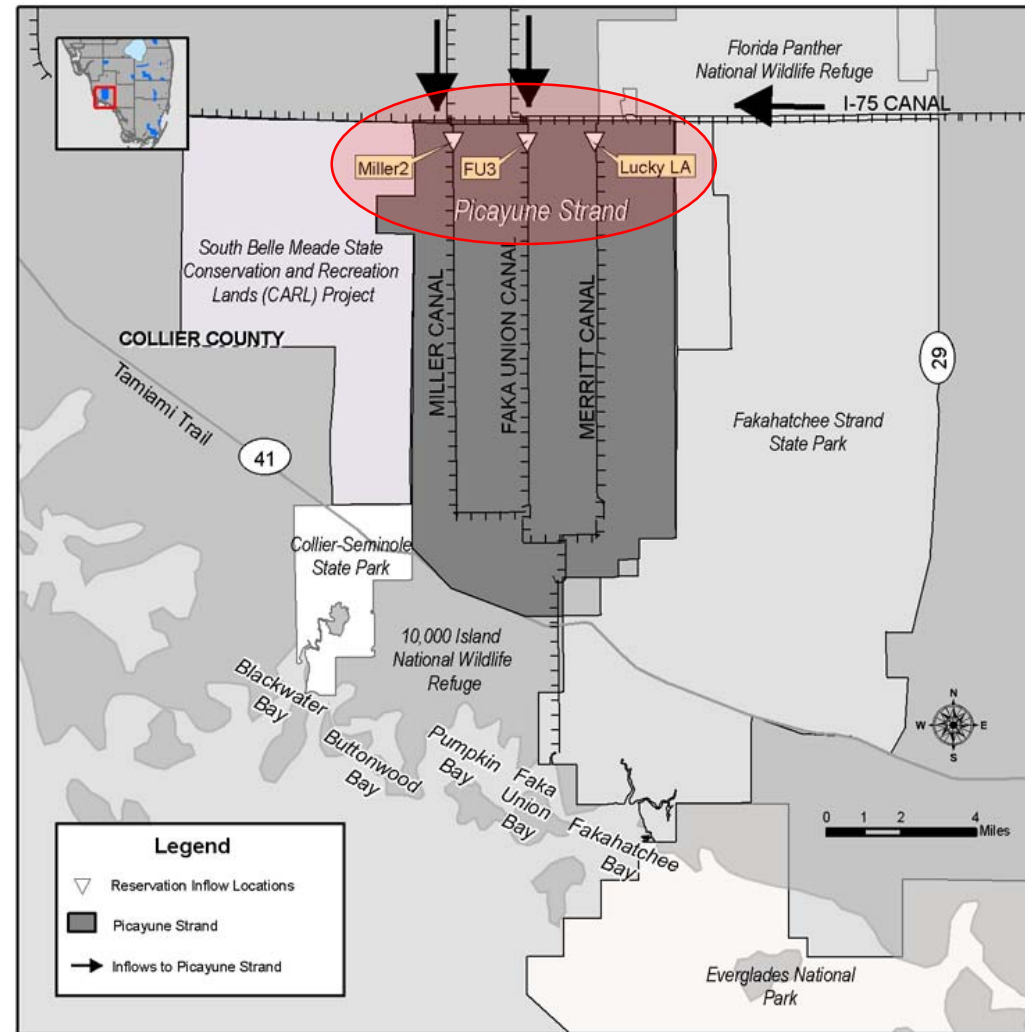 Florida Panther
National Wildlife Refuge
I-75 CANAL
Miller2
FU3
Lucky LA
Picayune Strand
South Belle Meade State
Conservation and Recreation
Lands (CARL) Project
MILLER CANAL
FAKA UNION CANAL
MERRITT CANAL
COLLIER COUNTY
29
Tamiami Trail
Fakahatchee Strand
State Park
41
Collier-Seminole
State Park
10,000 Island
National Wildlife
Refuge
Blackwater
Bay
Buttonwood
Bay
Pumpkin
Bay
Faka
Union
Bay
Fakahatchee
Bay
N
W
E
S
0 1 2 4
Miles
Legend
Reservation Inflow Locations
Picayune Strand
Inflows to Picayune Strand
Everglades National
Park